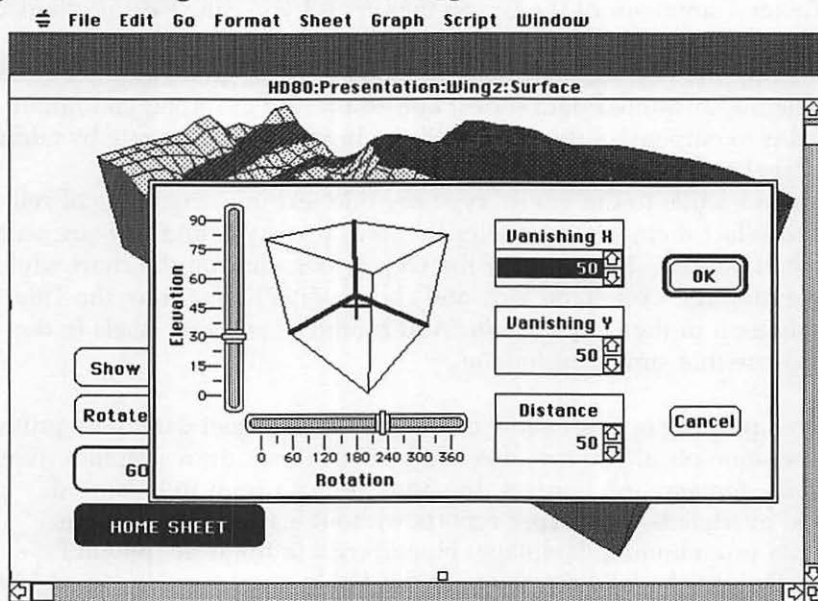 File Edit Go Format Sheet Graph Script Window
HD80:Presentation:Wingz:Surface
90
75
60
45
30
15
0
Elevation
0 60 120 180 240 300 360
Rotation
Vanishing X
50
Vanishing Y
50
Distance
50
OK
Cancel
Show
Rotate
GO
HOME SHEET